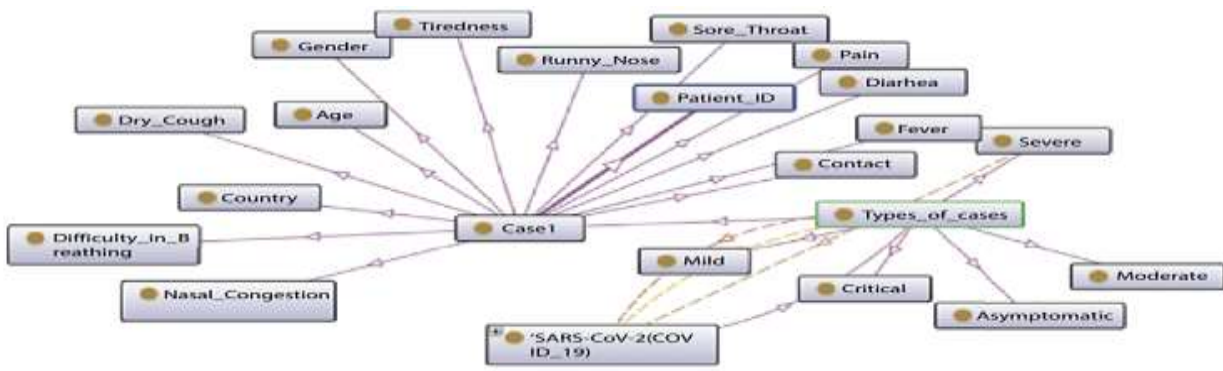 Tiredness
Sore_Throat
Gender
Runny_Nose
Pain
Diarhea
Patient_ID
Dry_Cough
Age
Fever
Severe
Contact
Country
Case1
Types_of_cases
Difficulty_in_B
reathing
Mild
Moderate
Nasal_Congestion
Critical
Asymptomatic
'SARS-CoV-2(COV
ID_19)